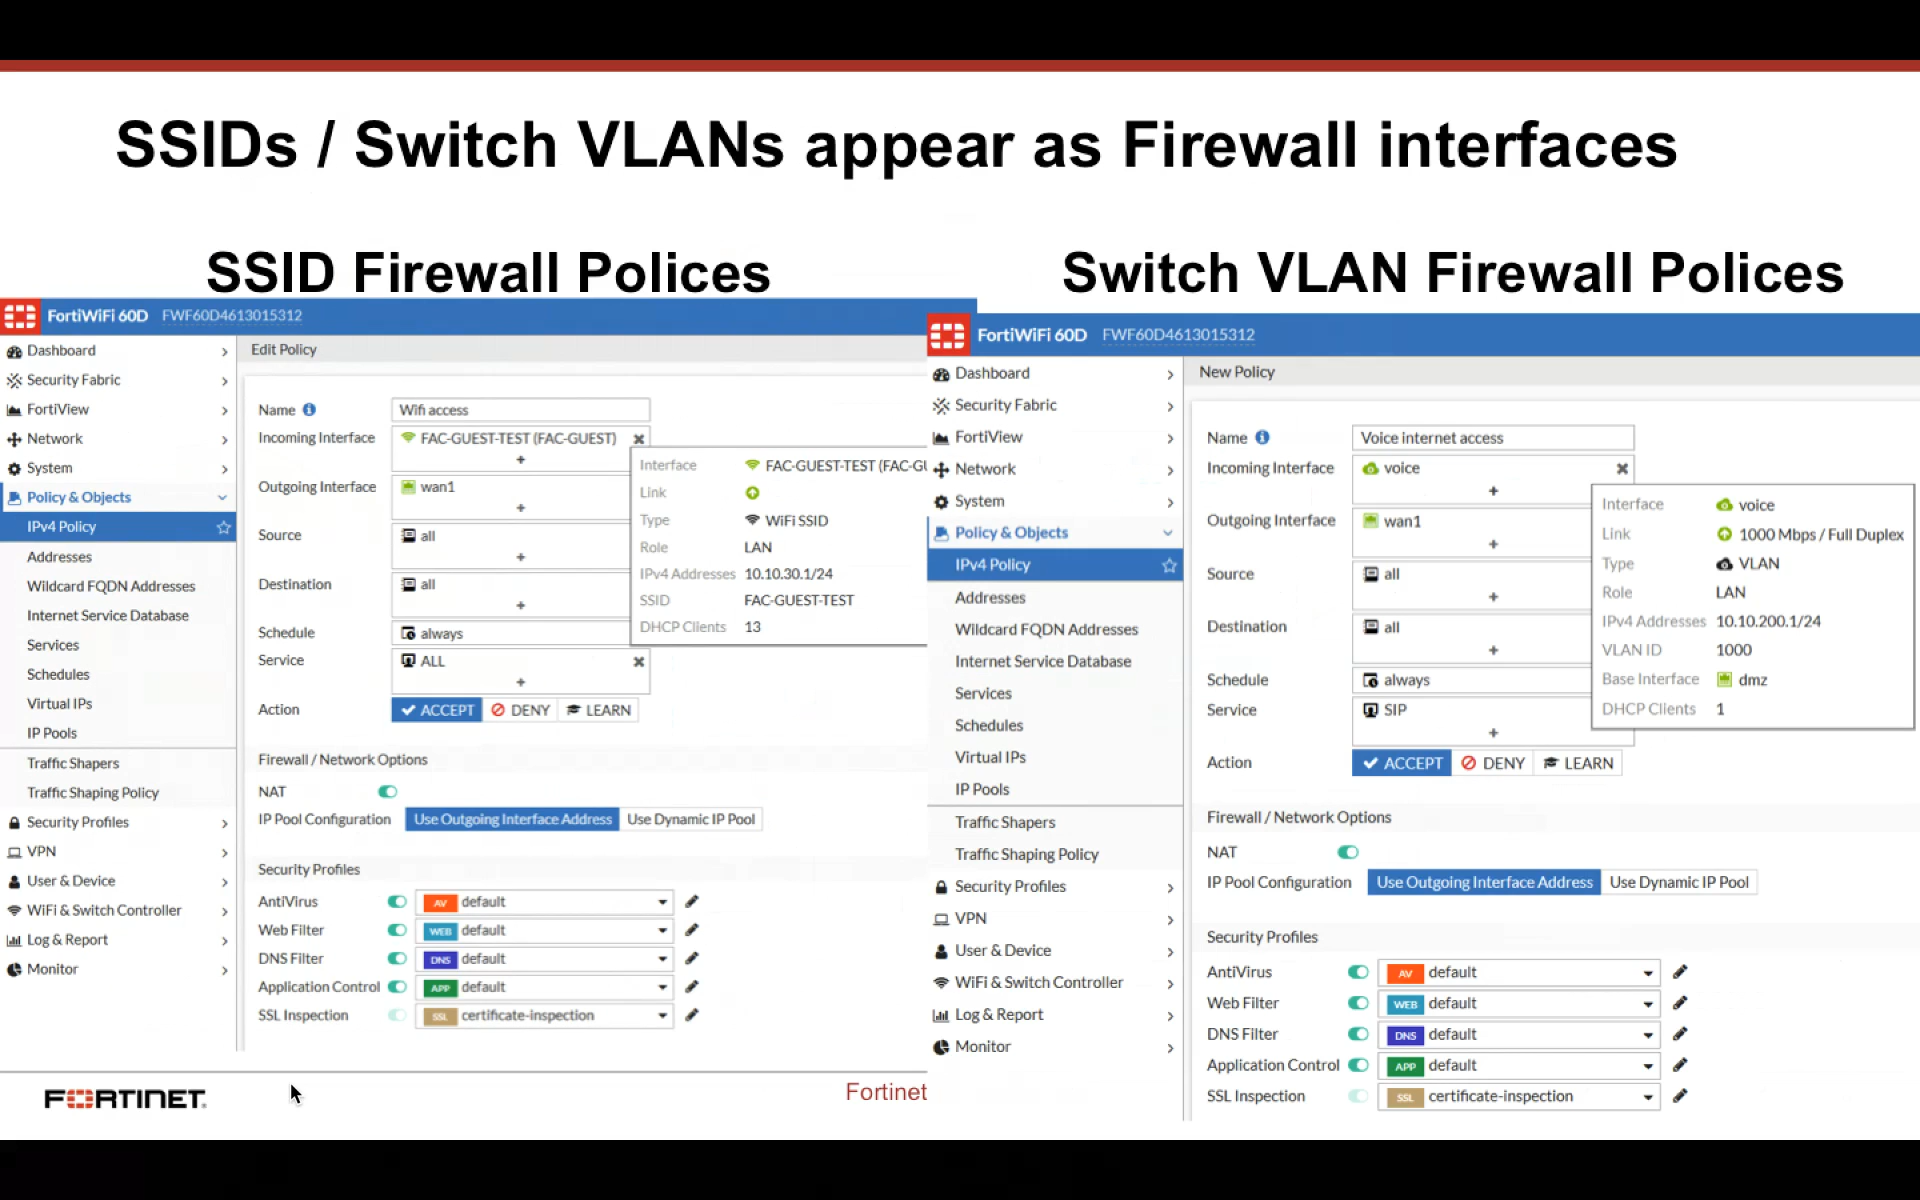 SSIDs / Switch VLANs appear as Firewall interfaces
SSID Firewall Polices
FortiWiFi 60D FWF60D4613015312
Dashboard
Security Fabric
FortiView
Network
System
Policy & Objects
IPv4 Policy
Addresses
Wildcard FQDN Addresses
Internet Service Database
Services
Schedules
Virtual IPs
IP Pools
Traffic Shapers
Traffic Shaping Policy
Security Profiles
VPN
User & Device
WiFi & Switch Controller
Log & Report
Monitor
Edit Policy
Name Wifi access
Incoming Interface FAC-GUEST-TEST (FAC-GUEST)
+
Outgoing Interface wan1
+
Source all
+
Destination all
+
Schedule always
Service ALL
+
Action ACCEPT DENY LEARN
Interface FAC-GUEST-TEST (FAC-GU
Link
Type WiFi SSID
Role LAN
IPv4 Addresses 10.10.30.1/24
SSID FAC-GUEST-TEST
DHCP Clients 13
Firewall / Network Options
NAT
IP Pool Configuration Use Outgoing Interface Address Use Dynamic IP Pool
Security Profiles
AntiVirus AV default
Web Filter WEB default
DNS Filter DNS default
Application Control APP default
SSL Inspection SSL certificate-inspection
Switch VLAN Firewall Polices
FortiWiFi 60D FWF60D4613015312
Dashboard
Security Fabric
FortiView
Network
System
Policy & Objects
IPv4 Policy
Addresses
Wildcard FQDN Addresses
Internet Service Database
Services
Schedules
Virtual IPs
IP Pools
Traffic Shapers
Traffic Shaping Policy
Security Profiles
VPN
User & Device
WiFi & Switch Controller
Log & Report
Monitor
New Policy
Name Voice internet access
Incoming Interface voice
+
Outgoing Interface wan1
+
Source all
+
Destination all
+
Schedule always
Service SIP
+
Action ACCEPT DENY LEARN
Interface voice
Link 1000 Mbps / Full Duplex
Type VLAN
Role LAN
IPv4 Addresses 10.10.200.1/24
VLAN ID 1000
Base Interface dmz
DHCP Clients 1
Firewall / Network Options
NAT
IP Pool Configuration Use Outgoing Interface Address Use Dynamic IP Pool
Security Profiles
AntiVirus AV default
Web Filter WEB default
DNS Filter DNS default
Application Control APP default
SSL Inspection SSL certificate-inspection
FORTINET
Fortinet